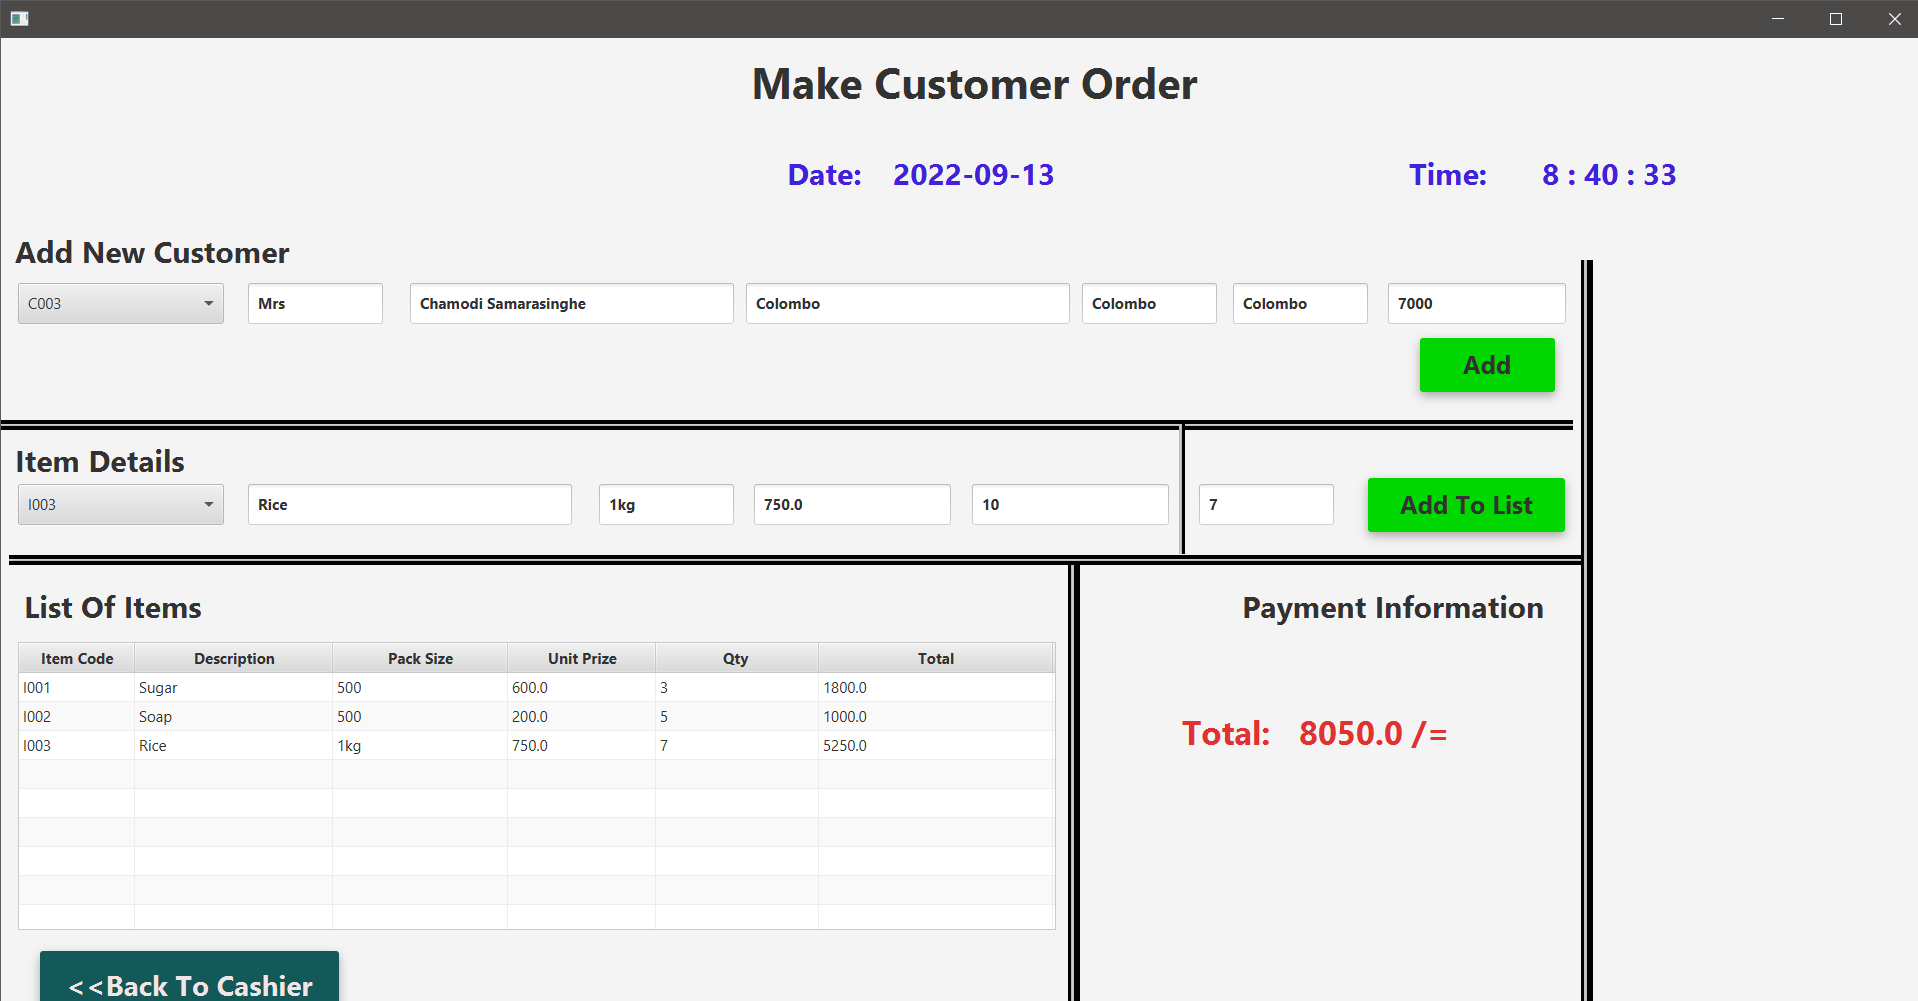 Make Customer Order
Date: 2022-09-13 Time: 8 : 40 : 33
Add New Customer
C003 Mrs Chamodi Samarasinghe Colombo Colombo Colombo 7000
Add
Item Details
I003 Rice 1kg 750.0 10 7 Add To List
List Of Items Payment Information
Item Code Description Pack Size Unit Prize Qty Total
I001 Sugar 500 600.0 3 1800.0
I002 Soap 500 200.0 5 1000.0
I003 Rice 1kg 750.0 7 5250.0
Total: 8050.0 /=
<<Back To Cashier